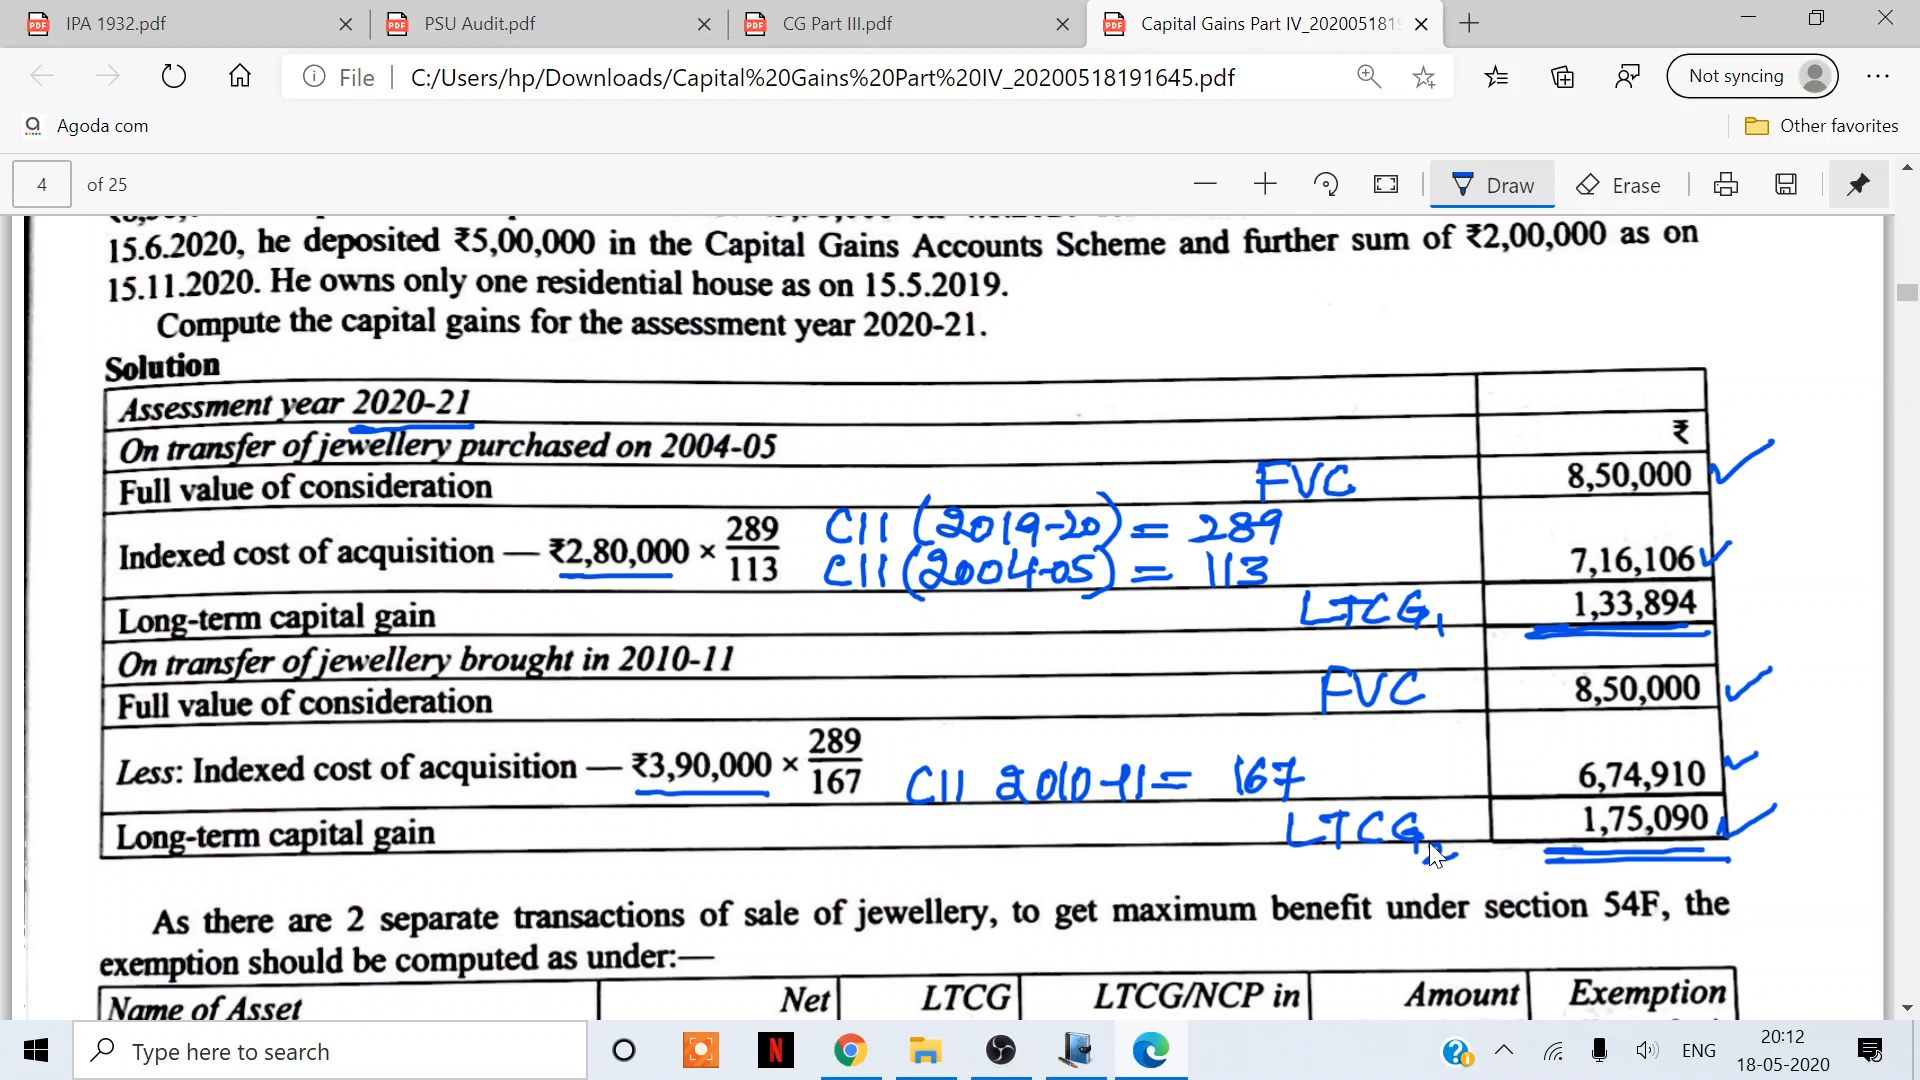 IPA 1932.pdf
PSU Audit.pdf
CG Part III.pdf
Capital Gains Part IV_202005181
File
C:/Users/hp/Downloads/Capital%20Gains%20Part%20IV_20200518191645.pdf
Not syncing
Agoda com
Other favorites
4 of 25
Draw
Erase
15.6.2020, he deposited ₹5,00,000 in the Capital Gains Accounts Scheme and further sum of ₹2,00,000 as on
15.11.2020. He owns only one residential house as on 15.5.2019.
Compute the capital gains for the assessment year 2020-21.
Solution
Assessment year 2020-21
On transfer of jewellery purchased on 2004-05 ₹
Full value of consideration FVC 8,50,000
Indexed cost of acquisition — ₹2,80,000 × 289/113 7,16,106
CII (2019-20) = 289
CII (2004-05) = 113
Long-term capital gain LTCG1 1,33,894
On transfer of jewellery brought in 2010-11
Full value of consideration FVC 8,50,000
Less: Indexed cost of acquisition — ₹3,90,000 × 289/167 CII 2010-11 = 167 6,74,910
Long-term capital gain LTCG2 1,75,090
As there are 2 separate transactions of sale of jewellery, to get maximum benefit under section 54F, the
exemption should be computed as under:—
Name of Asset Net LTCG LTCG/NCP in Amount Exemption
Type here to search
ENG
20:12
18-05-2020